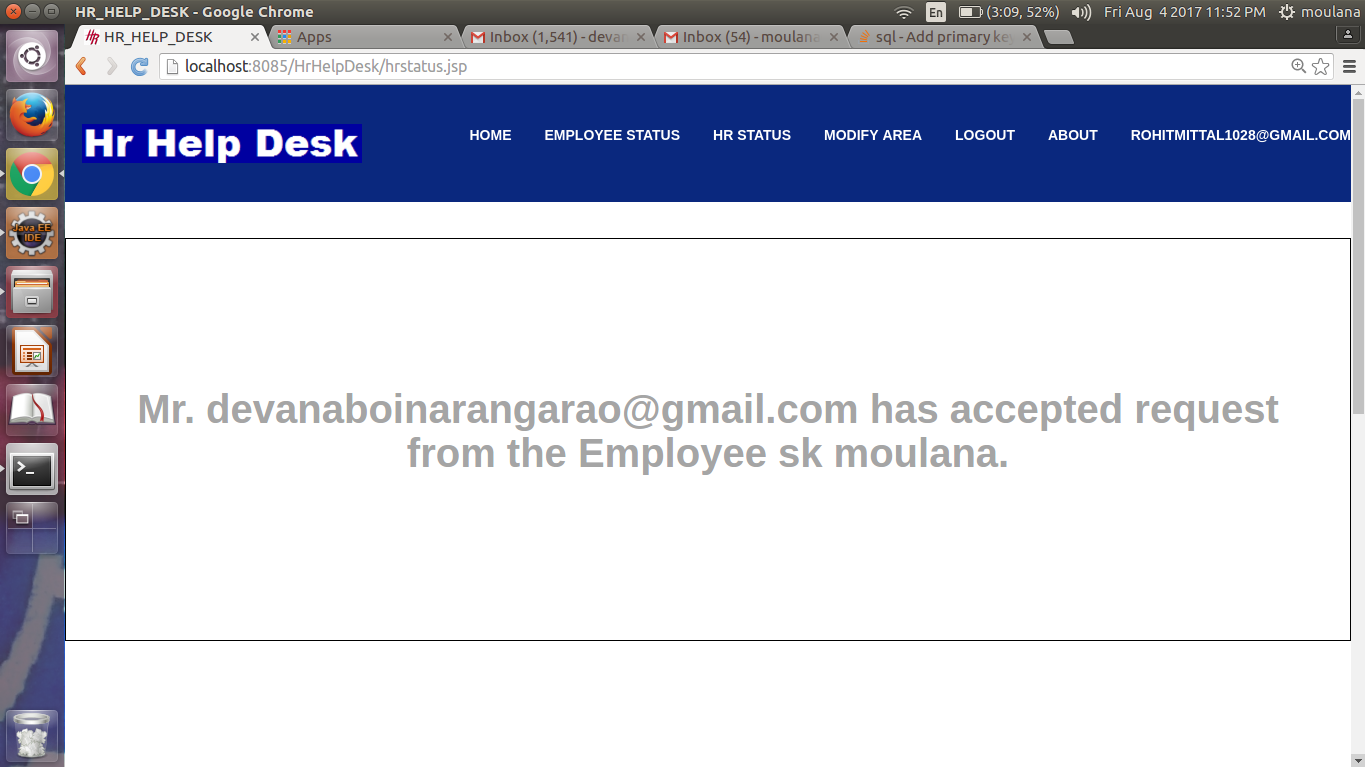 HR_HELP_DESK - Google Chrome
En
(3:09, 52%)
Fri Aug 4 2017 11:52 PM
moulana
HR_HELP_DESK
Apps
Inbox (1,541) - devan
Inbox (54) - moulana
sql - Add primary key
localhost:8085/HrHelpDesk/hrstatus.jsp
Hr Help Desk
HOME
EMPLOYEE STATUS
HR STATUS
MODIFY AREA
LOGOUT
ABOUT
ROHITMITTAL1028@GMAIL.COM
Java EE
IDE
Mr. devanaboinarangarao@gmail.com has accepted request
from the Employee sk moulana.